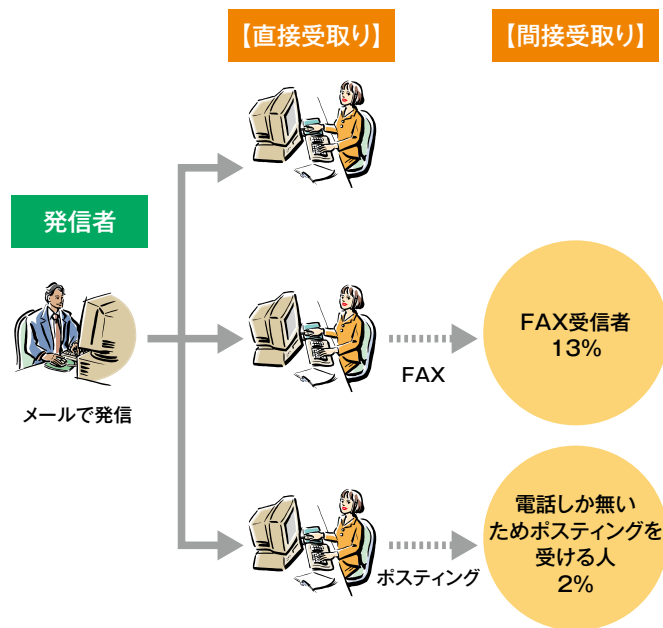 【直接受取り】
【間接受取り】
発信者
メールで発信
FAX
FAX受信者
13%
ポスティング
電話しか無い
ためポスティングを
受ける人
2%